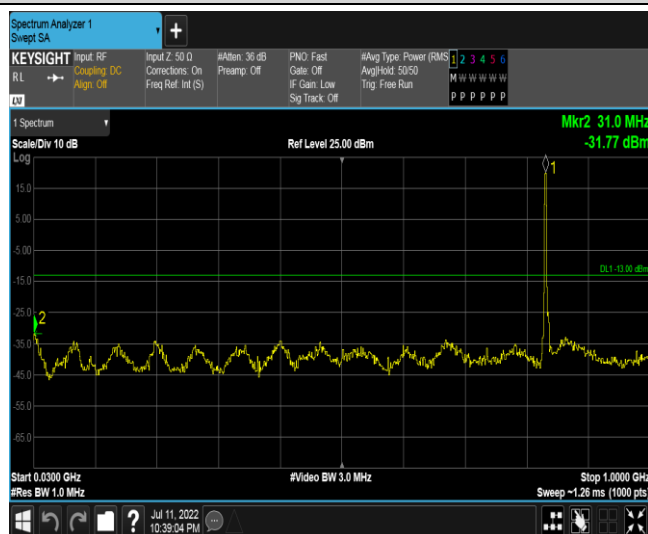 Spectrum Analyzer 1
Swept SA
+
KEYSIGHT
RL
LXI
Input: RF
Coupling: DC
Align: Off
Input Z: 50 Ω
Corrections: On
Freq Ref: Int (S)
#Atten: 36 dB
Preamp: Off
PNO: Fast
Gate: Off
IF Gain: Low
Sig Track: Off
#Avg Type: Power (RMS
Avg|Hold: 50/50
Trig: Free Run
1 2 3 4 5 6
M W W W W W
P P P P P P
1 Spectrum
Mkr2 31.0 MHz
-31.77 dBm
Scale/Div 10 dB
Ref Level 25.00 dBm
Log
1
15.0
5.00
-5.00
DL1 -13.00 dBm
-15.0
-25.0
2
-35.0
-45.0
-55.0
-65.0
Start 0.0300 GHz
#Video BW 3.0 MHz
Stop 1.0000 GHz
#Res BW 1.0 MHz
Sweep ~1.26 ms (1000 pts)
?
Jul 11, 2022
10:39:04 PM